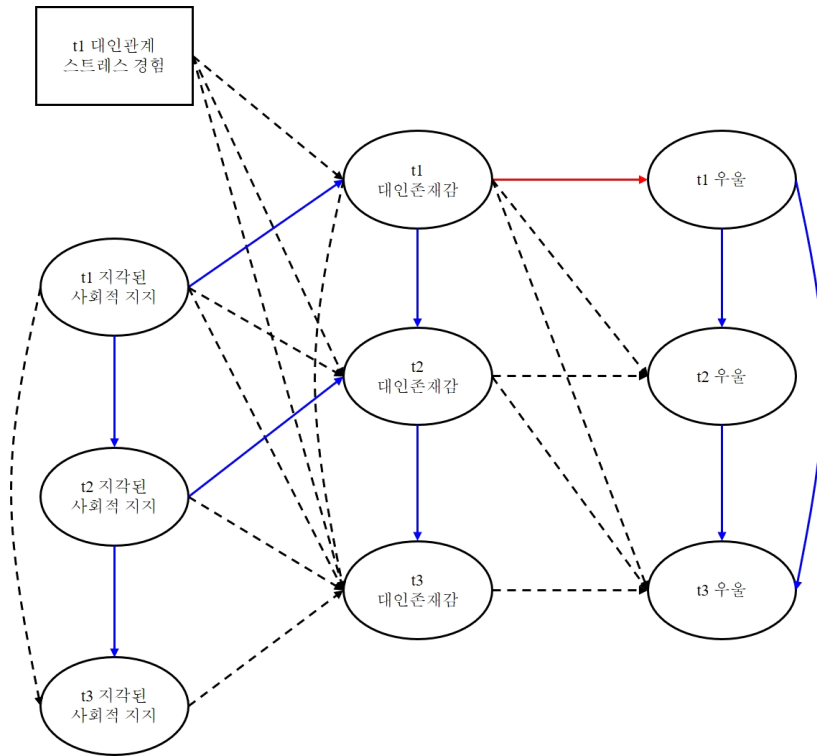 t1 대인관계
스트레스 경험
t1
대인존재감
t1 우울
t1 지각된
사회적 지지
t2
대인존재감
t2 우울
t2 지각된
사회적 지지
t3
대인존재감
t3 우울
t3 지각된
사회적 지지